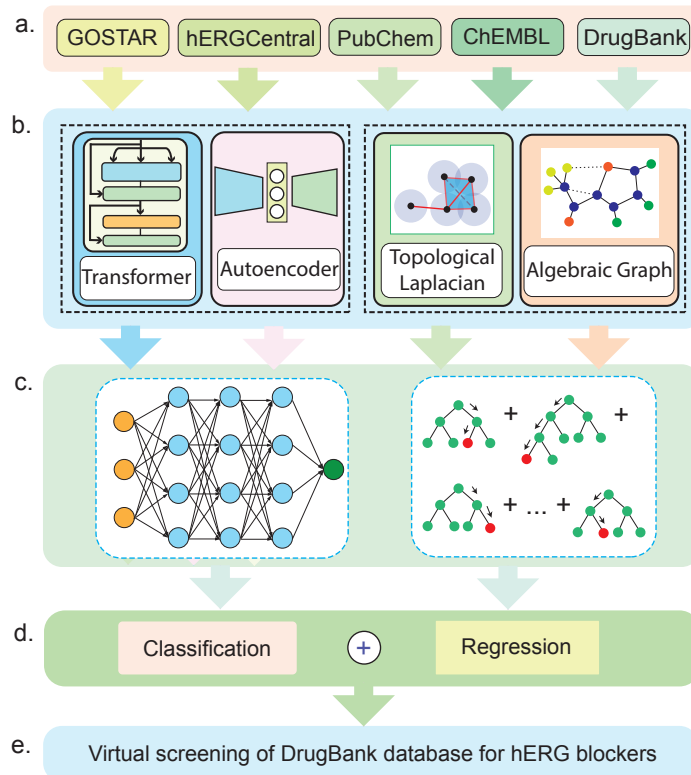 a.
GOSTAR hERGCentral PubChem ChEMBL DrugBank
b.
Transformer Autoencoder Topological Laplacian Algebraic Graph
c.
+ +
+ ... +
d.
Classification + Regression
e. Virtual screening of DrugBank database for hERG blockers